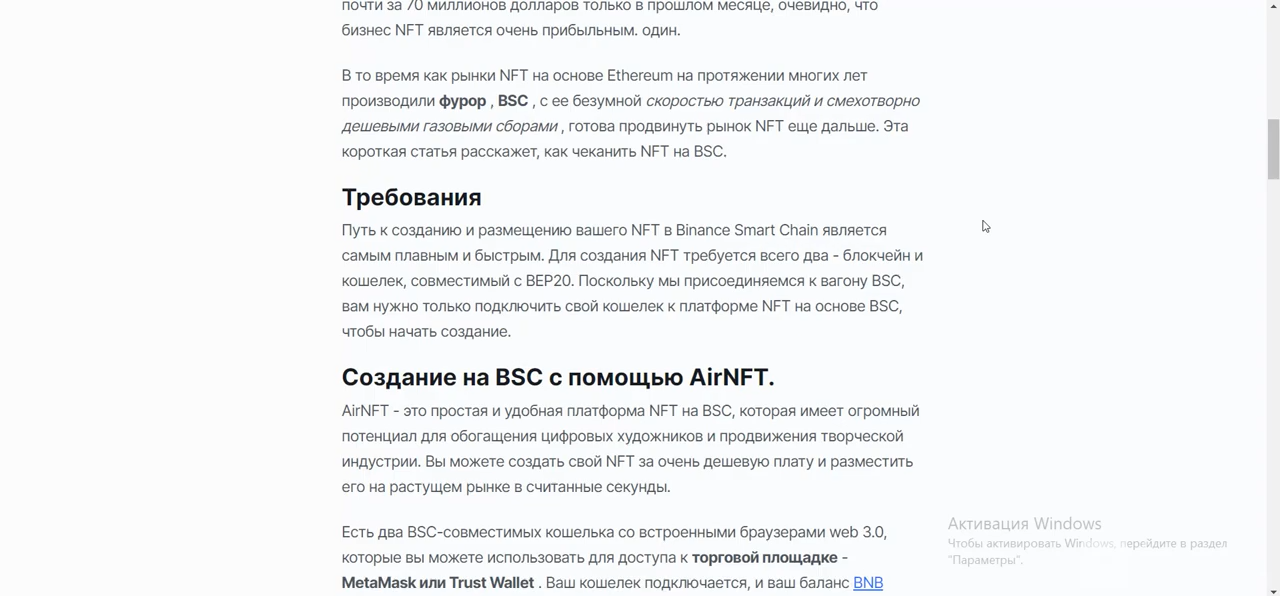 почти за 70 миллионов долларов только в прошлом месяце, очевидно, что
бизнес NFT является очень прибыльным. один.
В то время как рынки NFT на основе Ethereum на протяжении многих лет
производили фурор , BSC , с ее безумной скоростью транзакций и смехотворно
дешевыми газовыми сборами , готова продвинуть рынок NFT еще дальше. Эта
короткая статья расскажет, как чеканить NFT на BSC.
Требования
Путь к созданию и размещению вашего NFT в Binance Smart Chain является
самым плавным и быстрым. Для создания NFT требуется всего два - блокчейн и
кошелек, совместимый с BEP20. Поскольку мы присоединяемся к вагону BSC,
вам нужно только подключить свой кошелек к платформе NFT на основе BSC,
чтобы начать создание.
Создание на BSC с помощью AirNFT.
AirNFT - это простая и удобная платформа NFT на BSC, которая имеет огромный
потенциал для обогащения цифровых художников и продвижения творческой
индустрии. Вы можете создать свой NFT за очень дешевую плату и разместить
его на растущем рынке в считанные секунды.
Есть два BSC-совместимых кошелька со встроенными браузерами web 3.0,
которые вы можете использовать для доступа к торговой площадке -
MetaMask или Trust Wallet . Ваш кошелек подключается, и ваш баланс BNB
Активация Windows
Чтобы активировать Windows, перейдите в раздел
"Параметры".